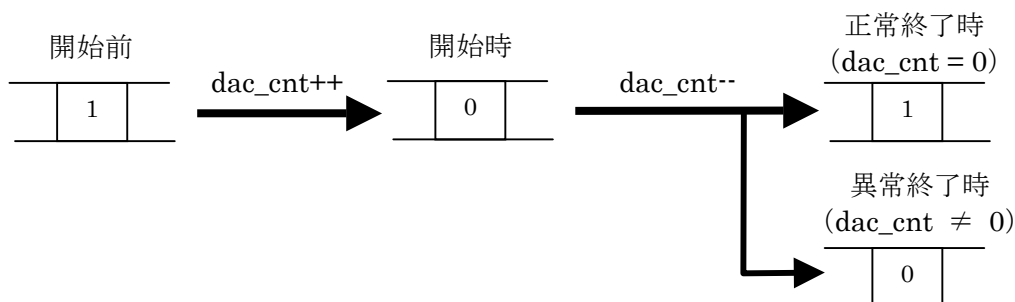 開始前
1
dac_cnt++
開始時
0
dac_cnt--
正常終了時
(dac_cnt = 0)
1
異常終了時
(dac_cnt ≠ 0)
0